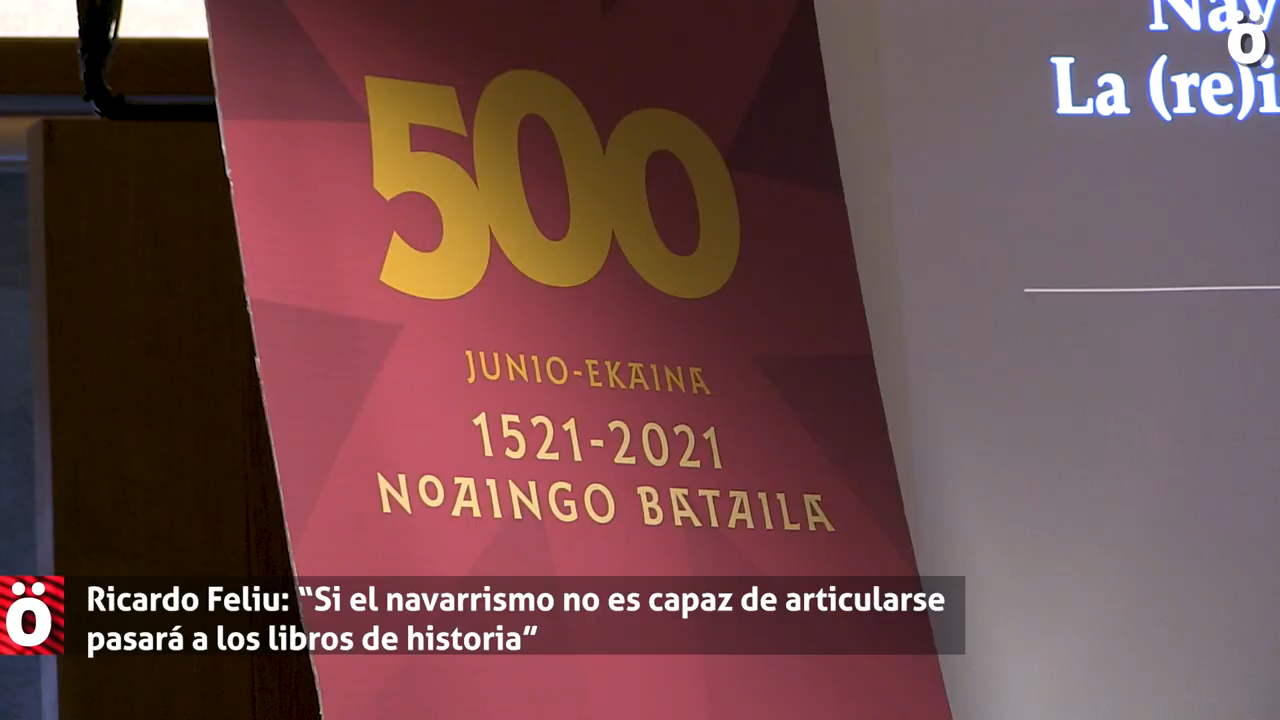 500
JUNIO-EKAINA
1521-2021
NOAINGO BATAILA
La (re)i
ö
ö
Ricardo Feliu: “Si el navarrismo no es capaz de articularse
pasará a los libros de historia”